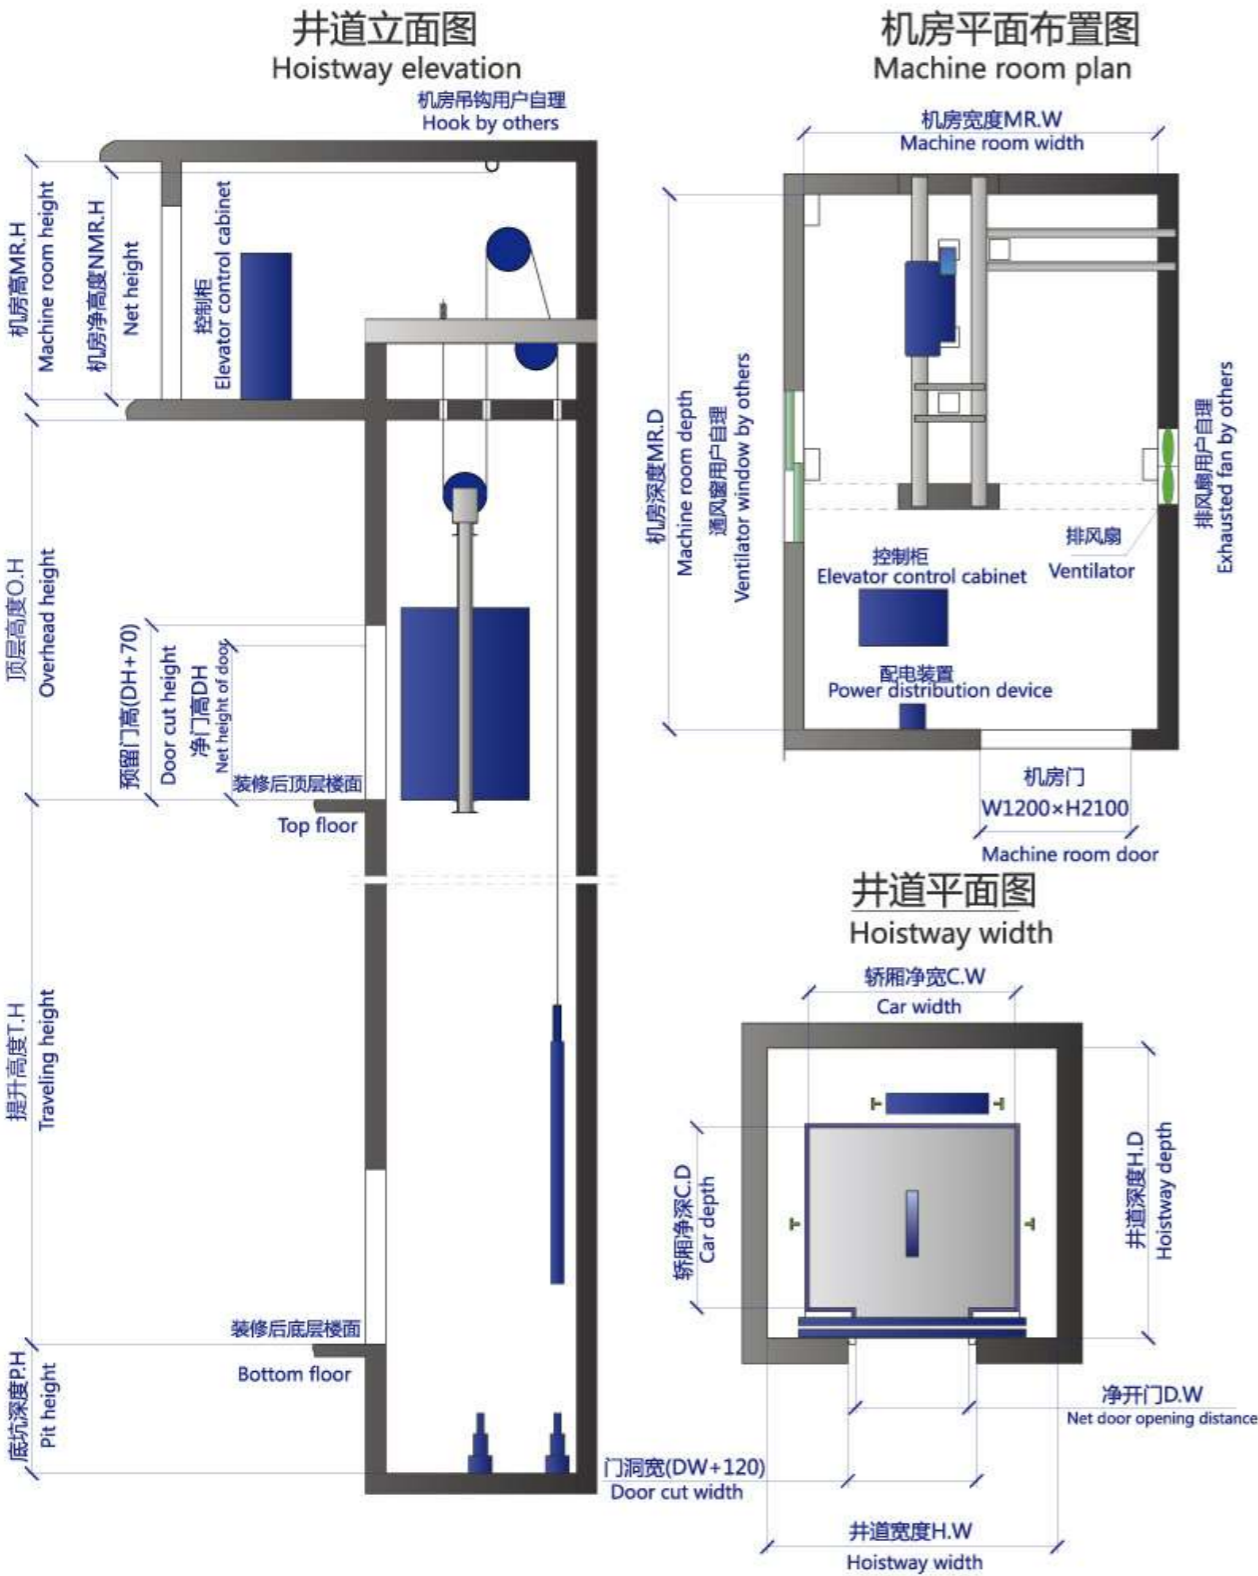 井道立面图
Hoistway elevation
机房吊钩用户自理
Hook by others
机房高MR.H
Machine room height
机房净高度NMR.H
Net height
控制柜
Elevator control cabinet
顶层高度O.H
Overhead height
预留门高(DH+70)
Door cut height
净门高DH
Net height of door
装修后顶层楼面
Top floor
提升高度T.H
Traveling height
装修后底层楼面
Bottom floor
底坑深度P.H
Pit height
机房平面布置图
Machine room plan
机房宽度MR.W
Machine room width
机房深度MR.D
Machine room depth
通风窗用户自理
Ventilator window by others
排风扇用户自理
Exhausted fan by others
排风扇
Ventilator
控制柜
Elevator control cabinet
配电装置
Power distribution device
机房门
W1200×H2100
Machine room door
井道平面图
Hoistway width
轿厢净宽C.W
Car width
轿厢净深C.D
Car depth
井道深度H.D
Hoistway depth
净开门D.W
Net door opening distance
门洞宽(DW+120)
Door cut width
井道宽度H.W
Hoistway width